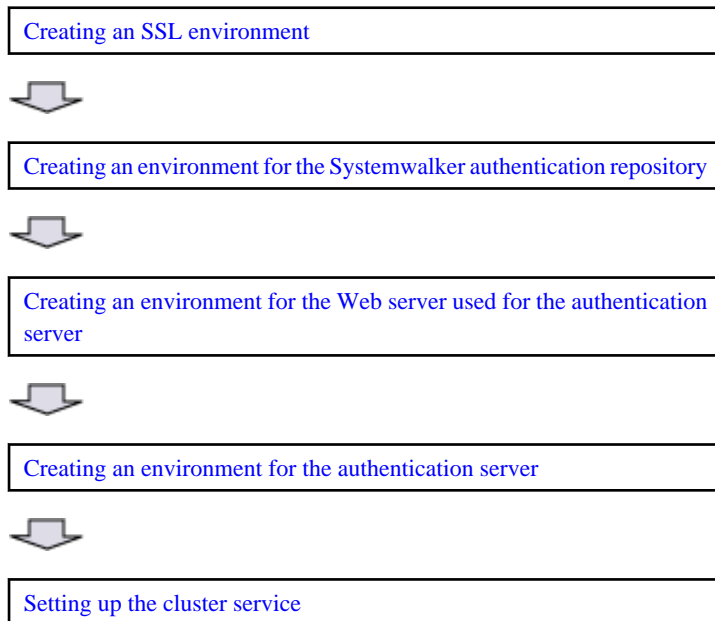 Creating an SSL environment
Creating an environment for the Systemwalker authentication repository
Creating an environment for the Web server used for the authentication
server
Creating an environment for the authentication server
Setting up the cluster service